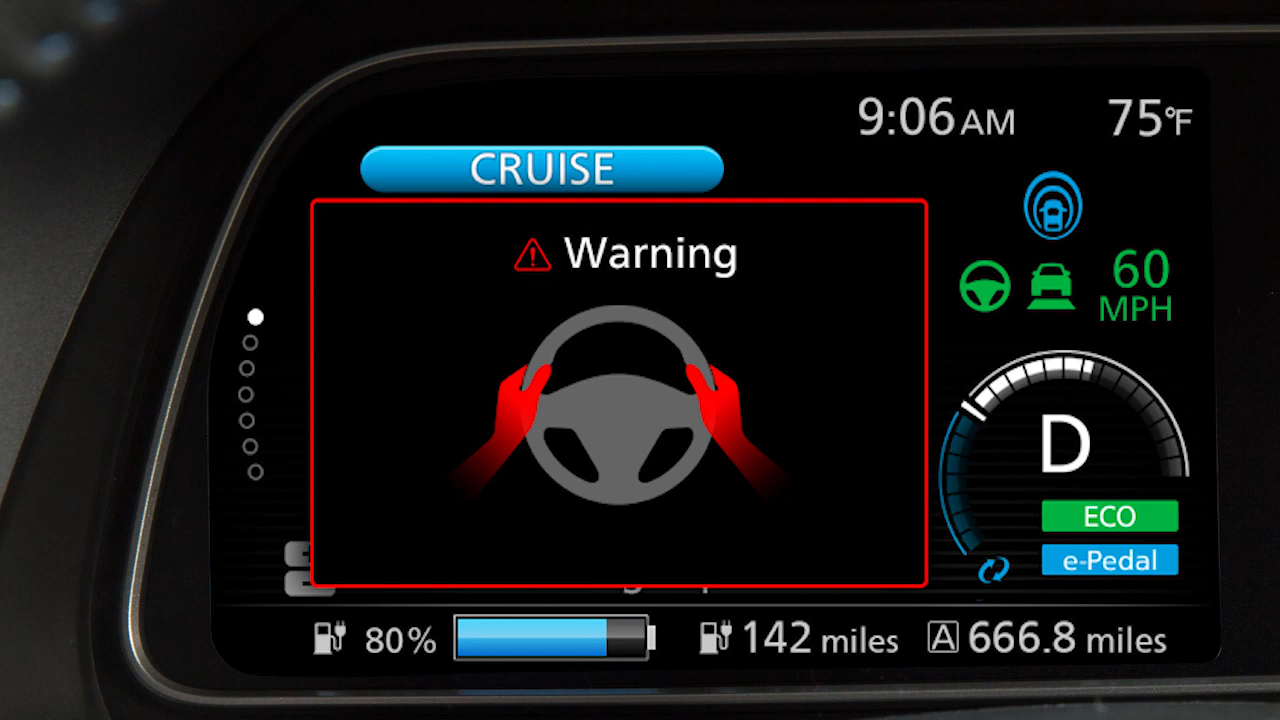 9:06 AM 75°F
CRUISE
Warning
60
MPH
D
ECO
e-Pedal
80% 142 miles A 666.8 miles